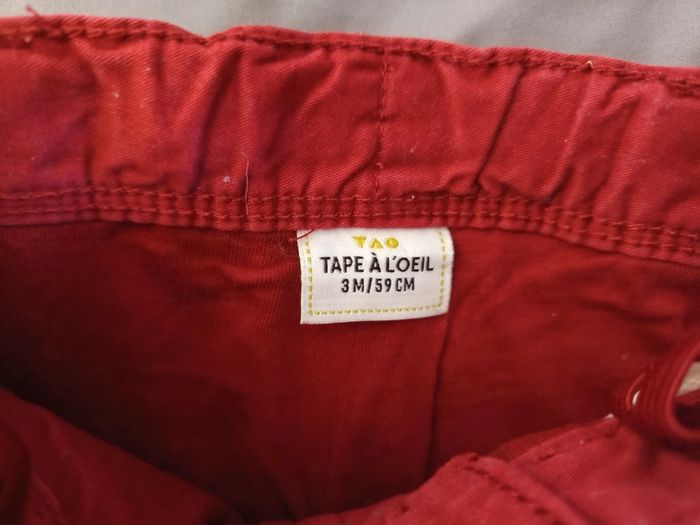 TAO
TAPE À L'OEIL
3M/59CM